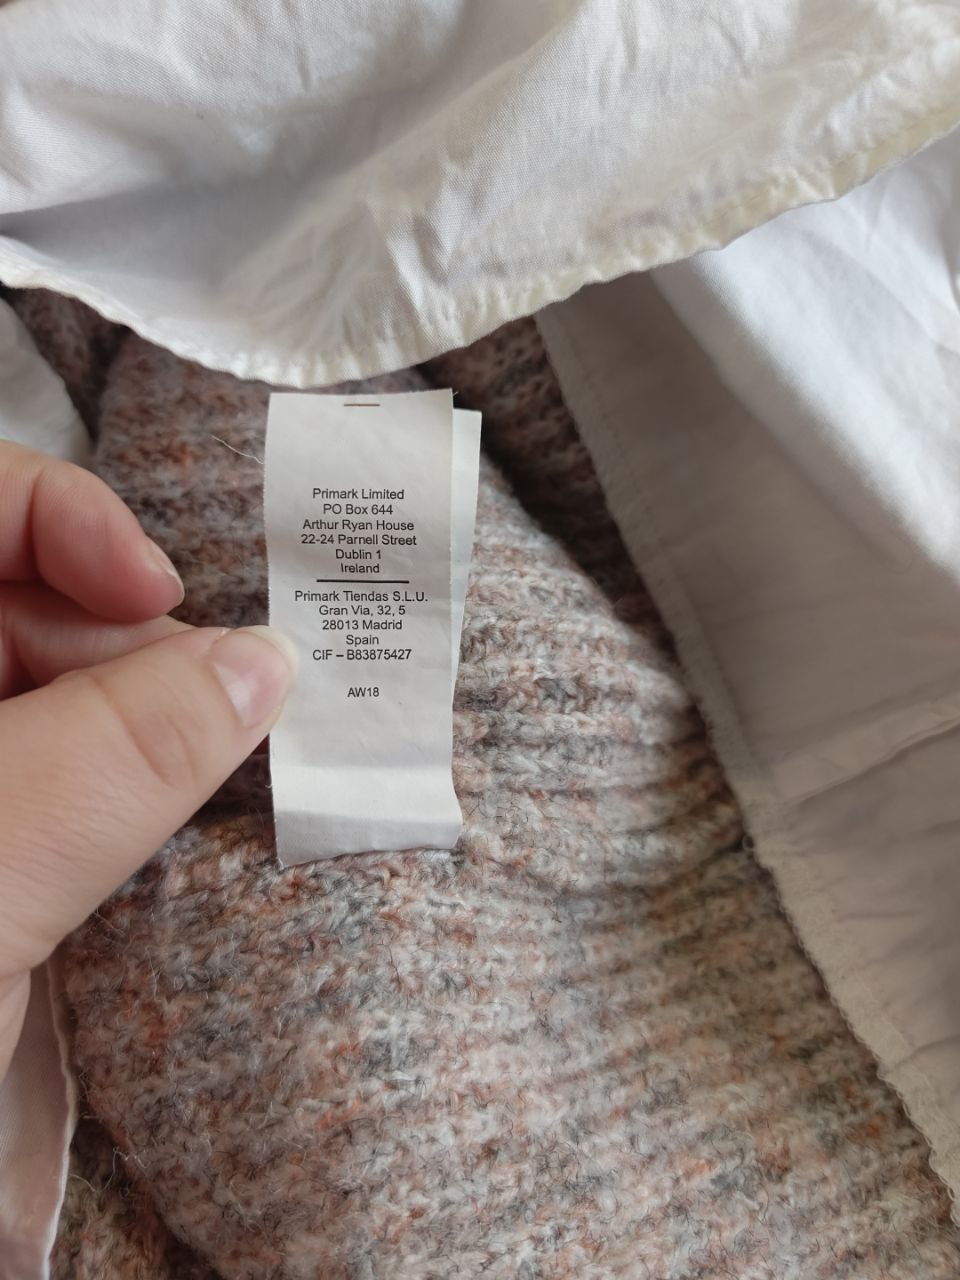 Primark Limited
PO Box 644
Arthur Ryan House
22-24 Parnell Street
Dublin 1
Ireland
Primark Tiendas S.L.U.
Gran Via, 32, 5
28013 Madrid
Spain
CIF – B83875427
AW18